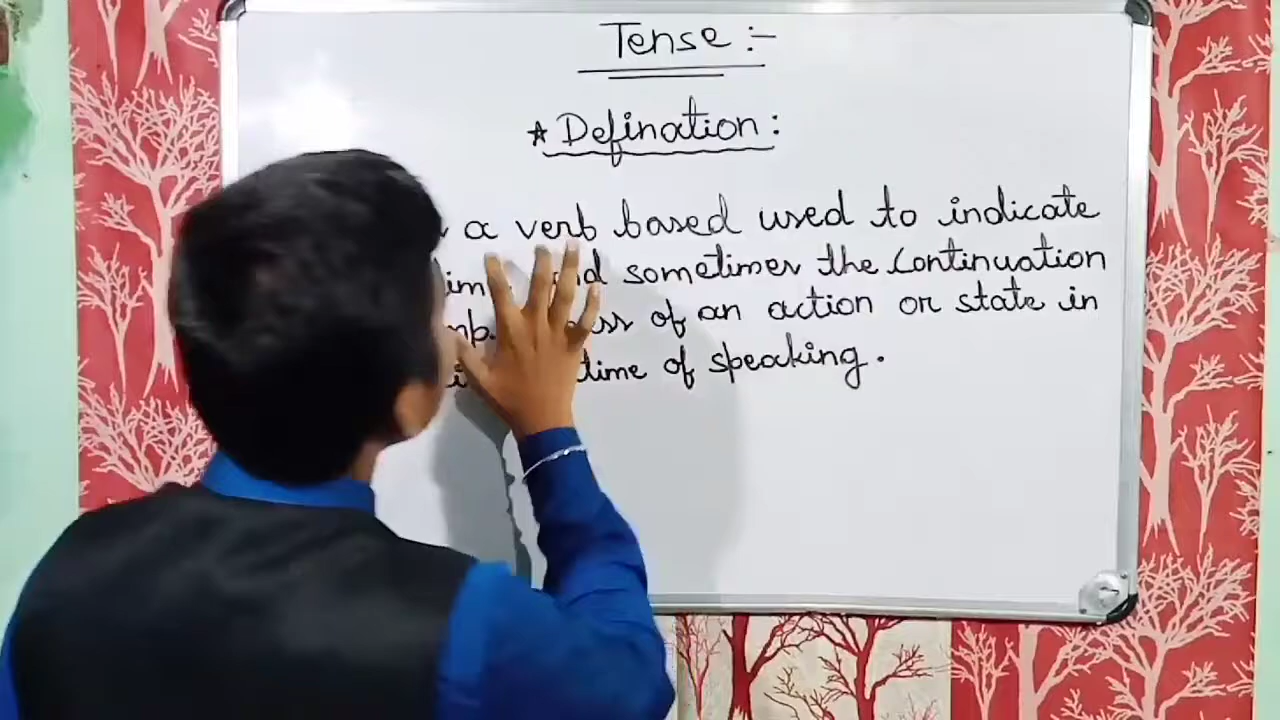 Tense :-
* Defination :
a verb based used to indicate
and sometimes the continuation
of an action or state in
time of speaking.